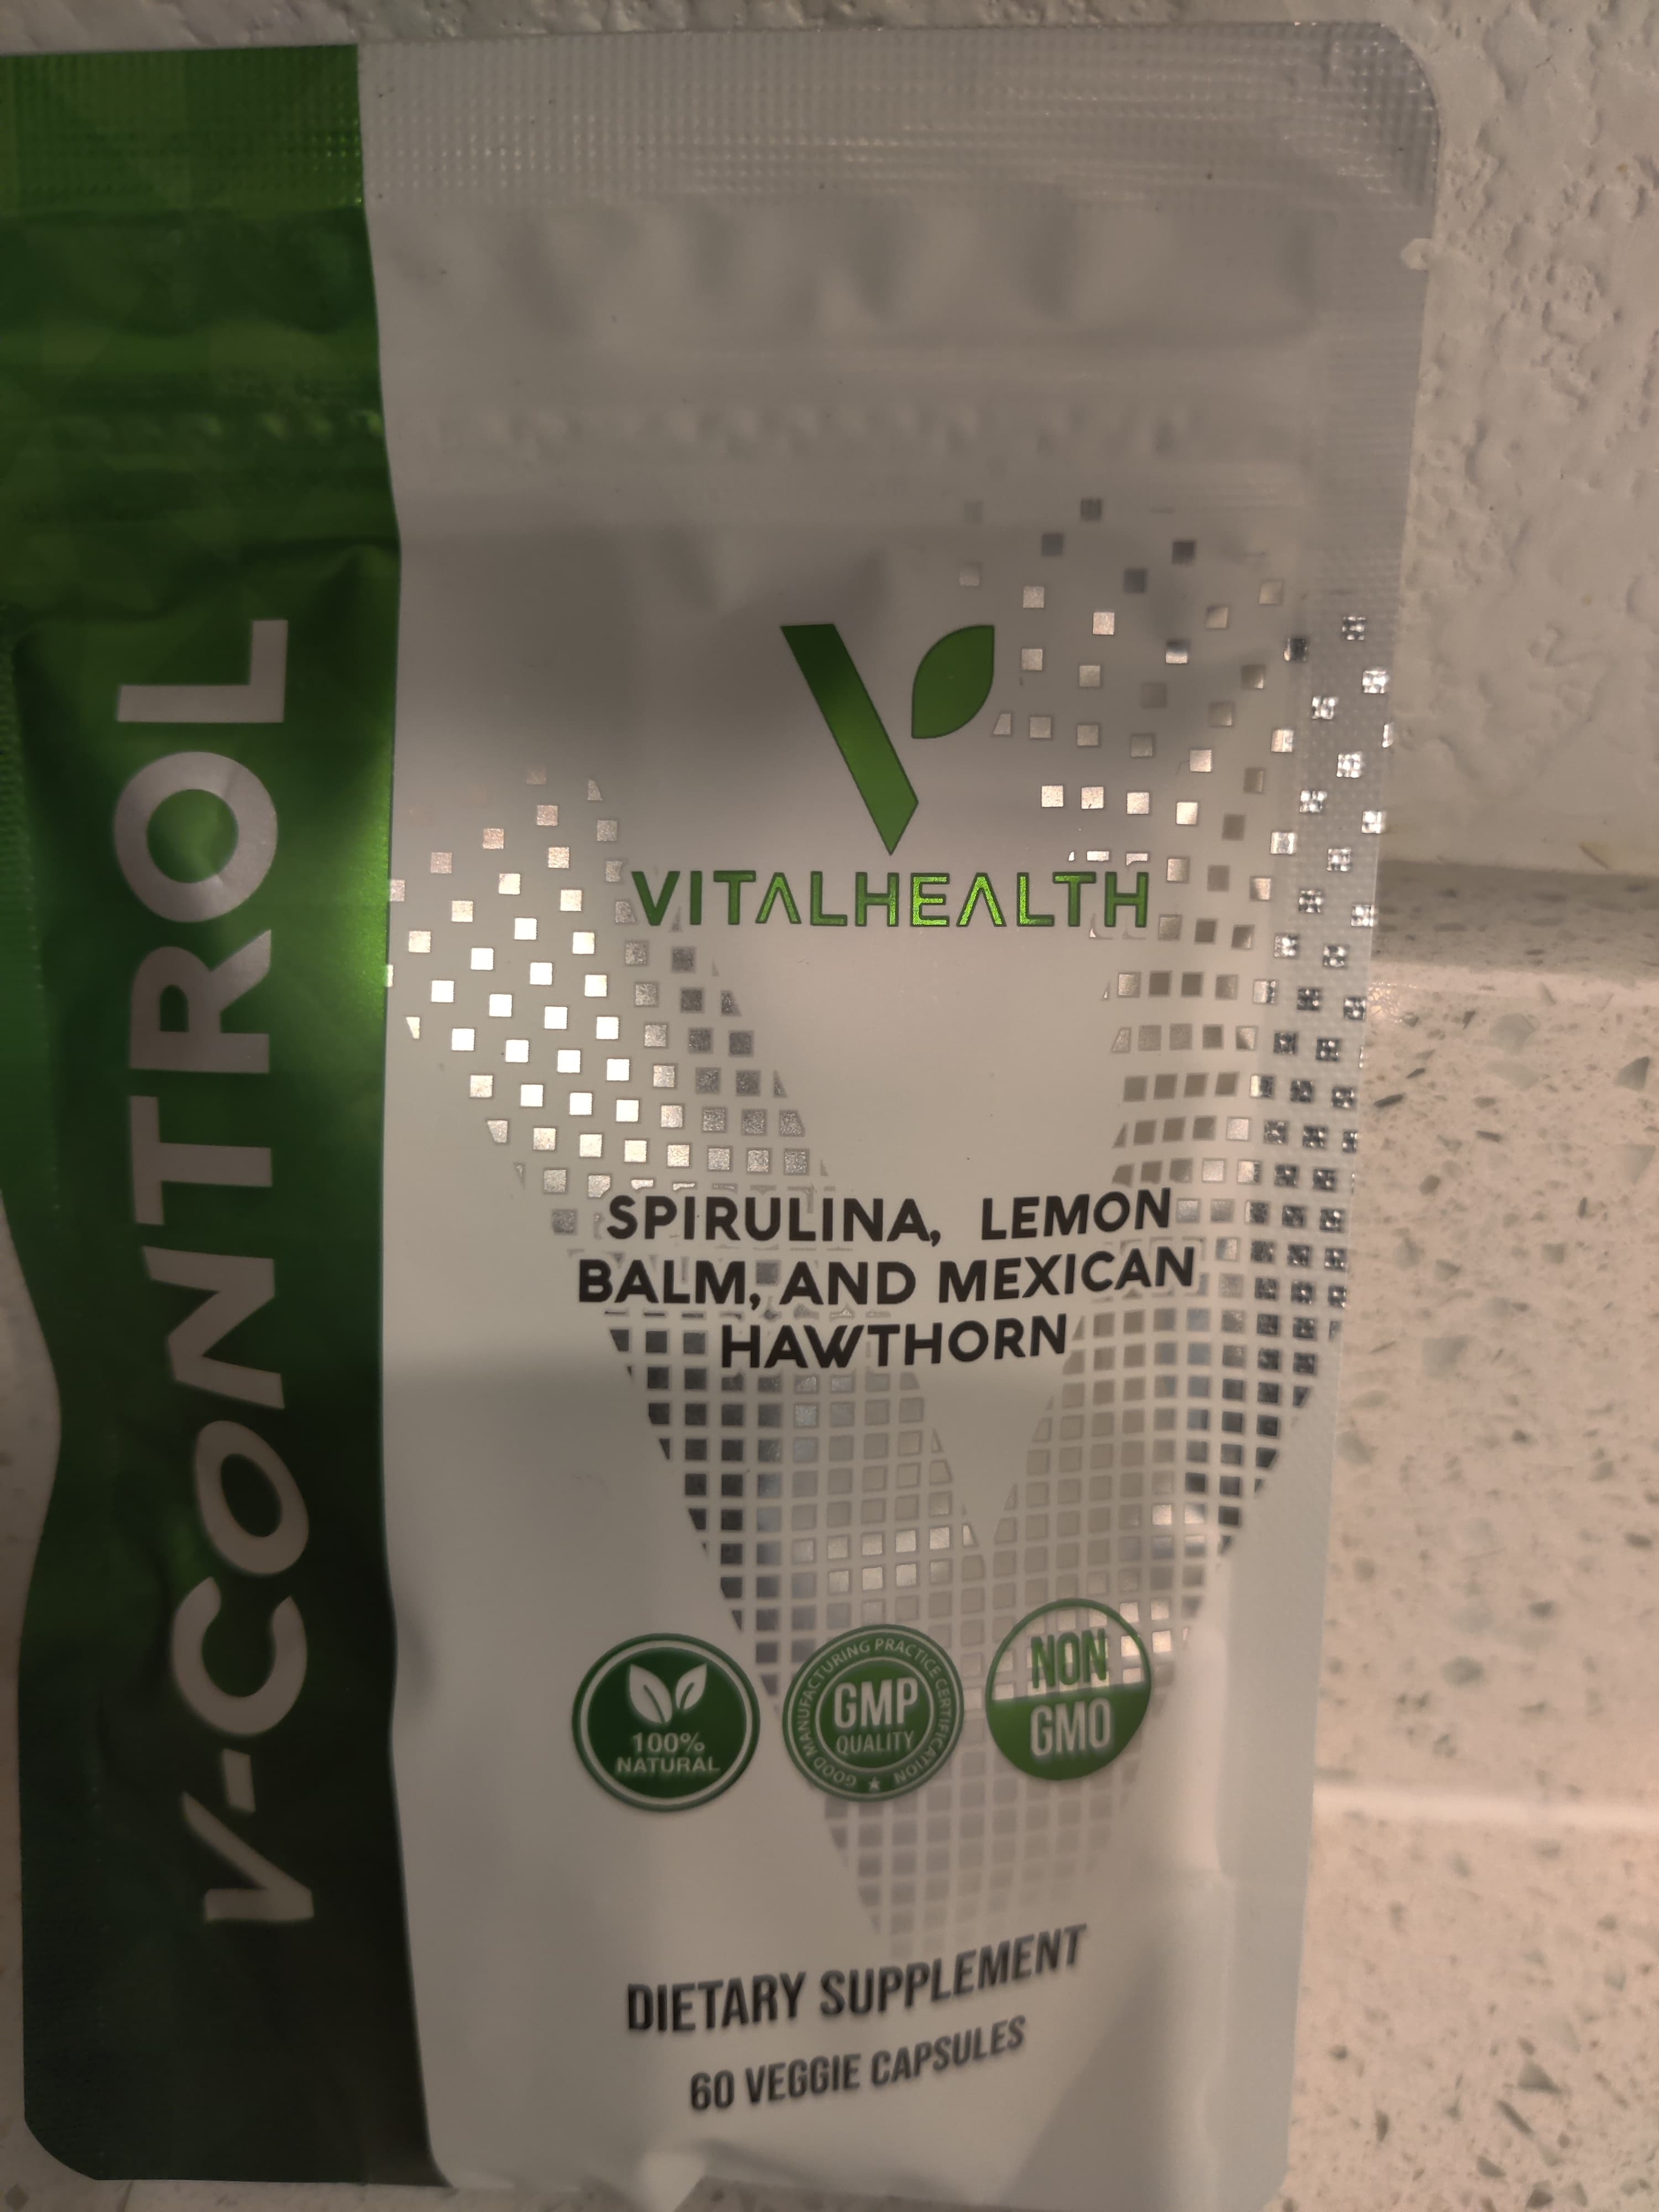 V-CONTROL
VITALHEALTH
SPIRULINA, LEMON
BALM, AND MEXICAN
HAWTHORN
100%
NATURAL
GOOD MANUFACTURING PRACTICE CERTIFICATION
GMP
QUALITY
NON
GMO
DIETARY SUPPLEMENT
60 VEGGIE CAPSULES